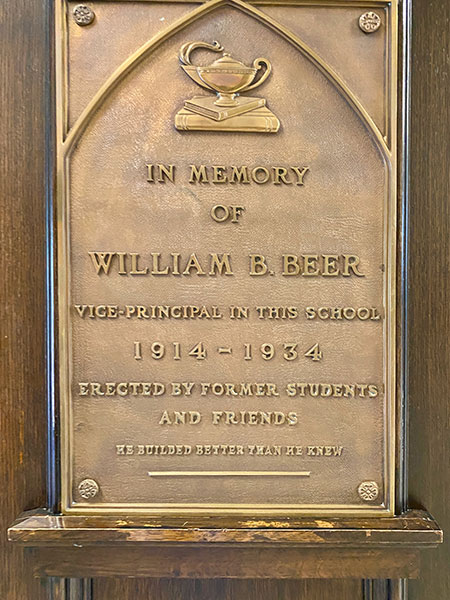 IN MEMORY
OF
WILLIAM B. BEER
VICE-PRINCIPAL IN THIS SCHOOL
1914 - 1934
ERECTED BY FORMER STUDENTS
AND FRIENDS
HE BUILDED BETTER THAN HE KNEW